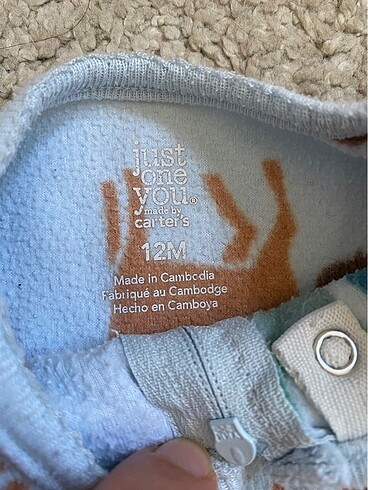 just
one
you®
made by
carter's
12M
Made in Cambodia
Fabriqué au Cambodge
Hecho en Camboya